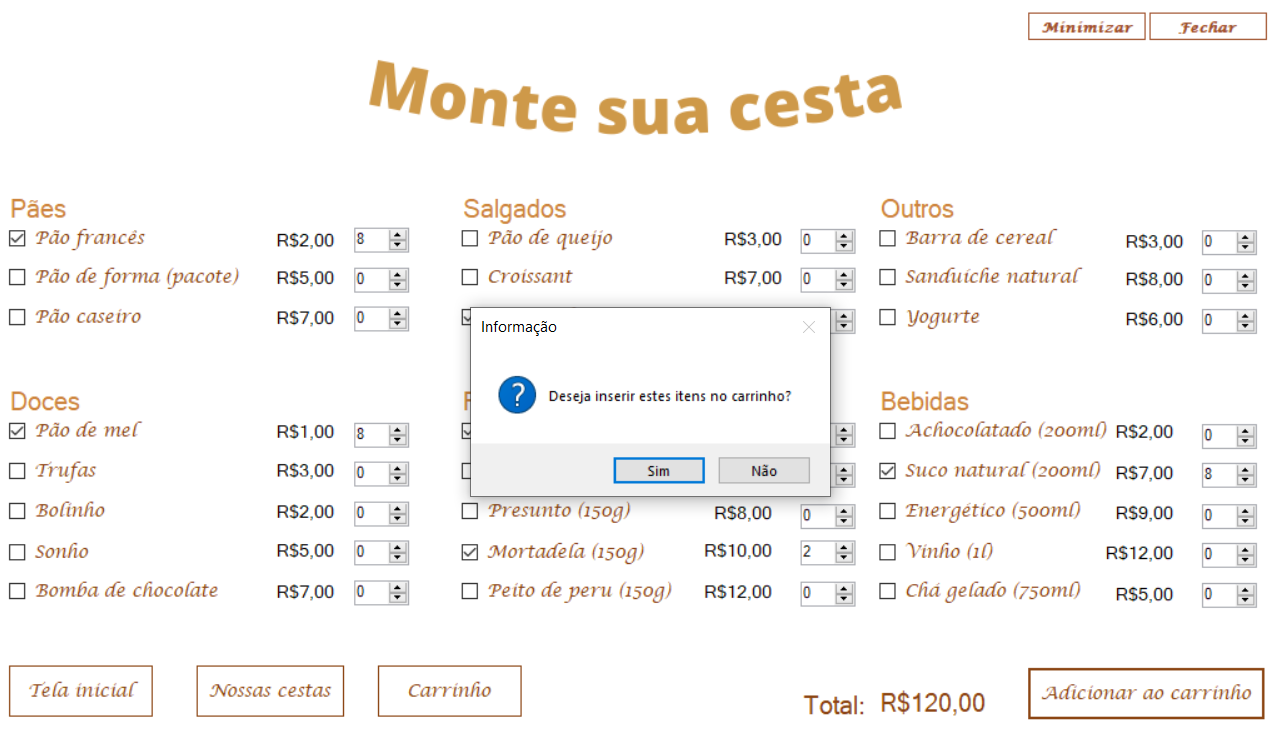 Minimizar Fechar
Monte sua cesta
Pães
Pão francês R$2,00 8
Pão de forma (pacote) R$5,00 0
Pão caseiro R$7,00 0
Salgados
Pão de queijo R$3,00 0
Croissant R$7,00 0
Outros
Barra de cereal R$3,00 0
Sanduíche natural R$8,00 0
Yogurte R$6,00 0
Informação
? Deseja inserir estes itens no carrinho?
Sim Não
Doces
Pão de mel R$1,00 8
Trufas R$3,00 0
Bolinho R$2,00 0
Sonho R$5,00 0
Bomba de chocolate R$7,00 0
Presunto (150g) R$8,00 0
Mortadela (150g) R$10,00 2
Peito de peru (150g) R$12,00 0
Bebidas
Achocolatado (200ml) R$2,00 0
Suco natural (200ml) R$7,00 8
Energético (500ml) R$9,00 0
Vinho (1l) R$12,00 0
Chá gelado (750ml) R$5,00 0
Tela inicial Nossas cestas Carrinho
Total: R$120,00
Adicionar ao carrinho